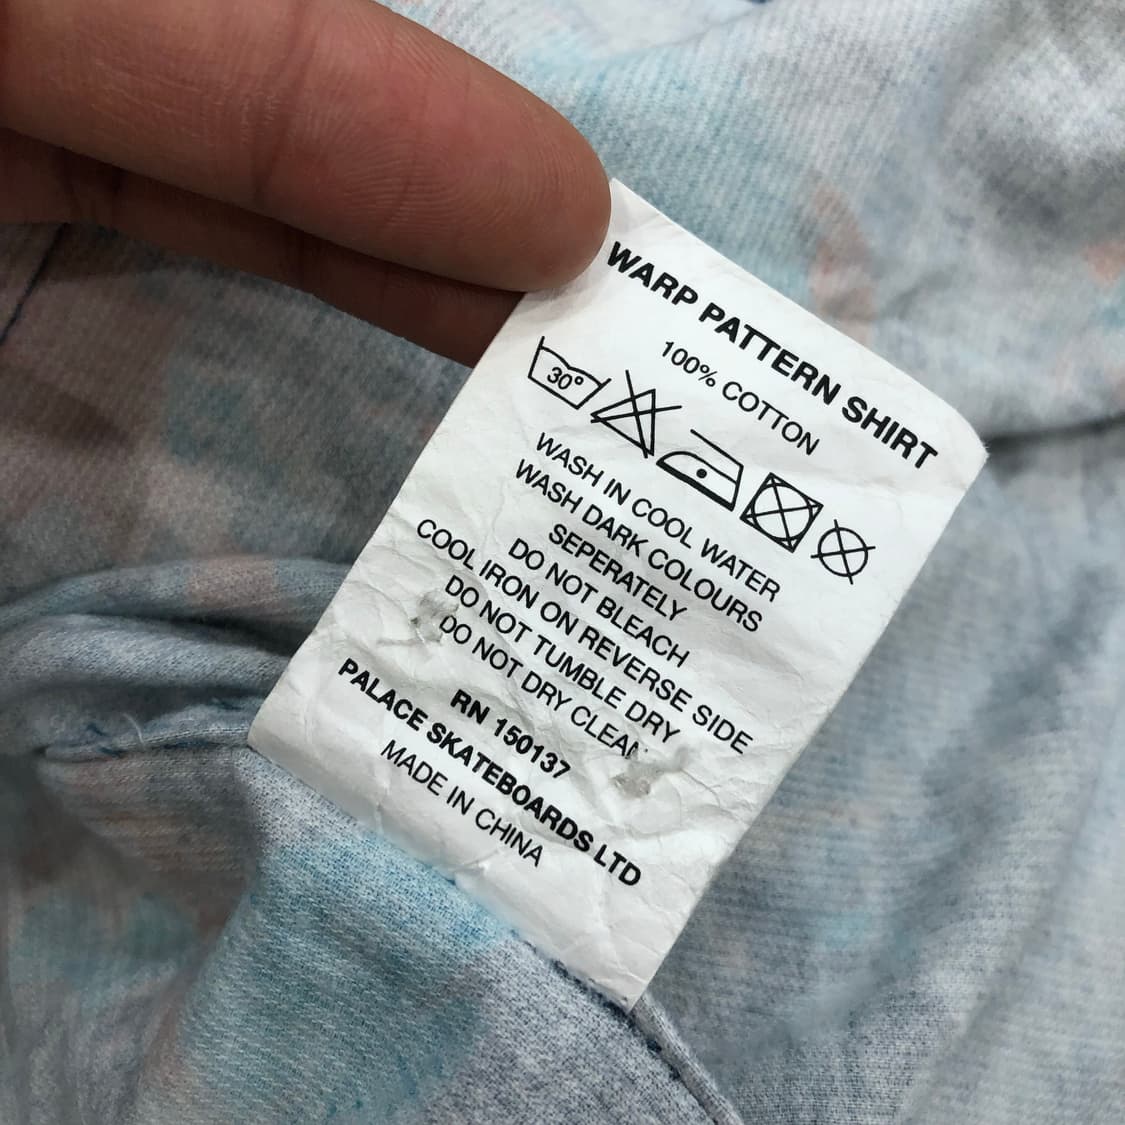 WARP PATTERN SHIRT
100% COTTON
30°
WASH IN COOL WATER
WASH DARK COLOURS
SEPERATELY
DO NOT BLEACH
COOL IRON ON REVERSE SIDE
DO NOT TUMBLE DRY
DO NOT DRY CLEAN
RN 150137
PALACE SKATEBOARDS LTD
MADE IN CHINA